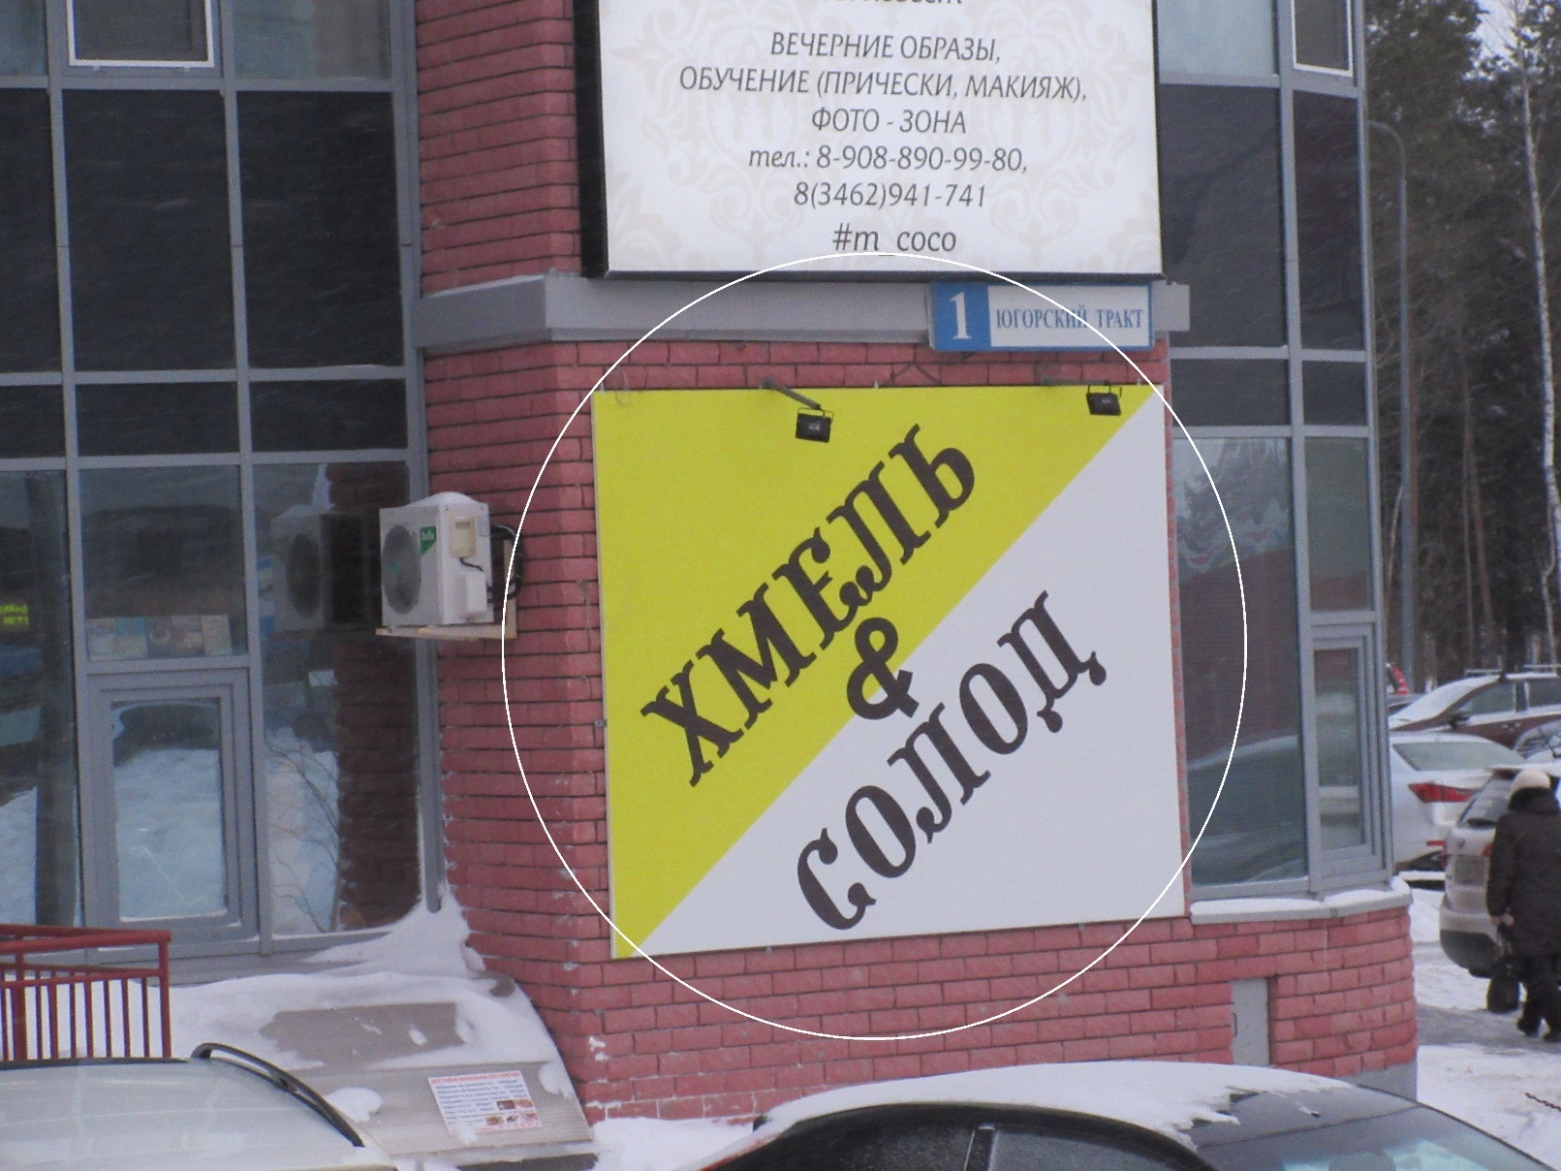 ВЕЧЕРНИЕ ОБРАЗЫ,
ОБУЧЕНИЕ (ПРИЧЕСКИ, МАКИЯЖ),
ФОТО - ЗОНА
тел.: 8-908-890-99-80,
8(3462)941-741
#m_coco
1 ЮГОРСКИЙ ТРАКТ
ХМЕЛЬ
&
СОЛОД